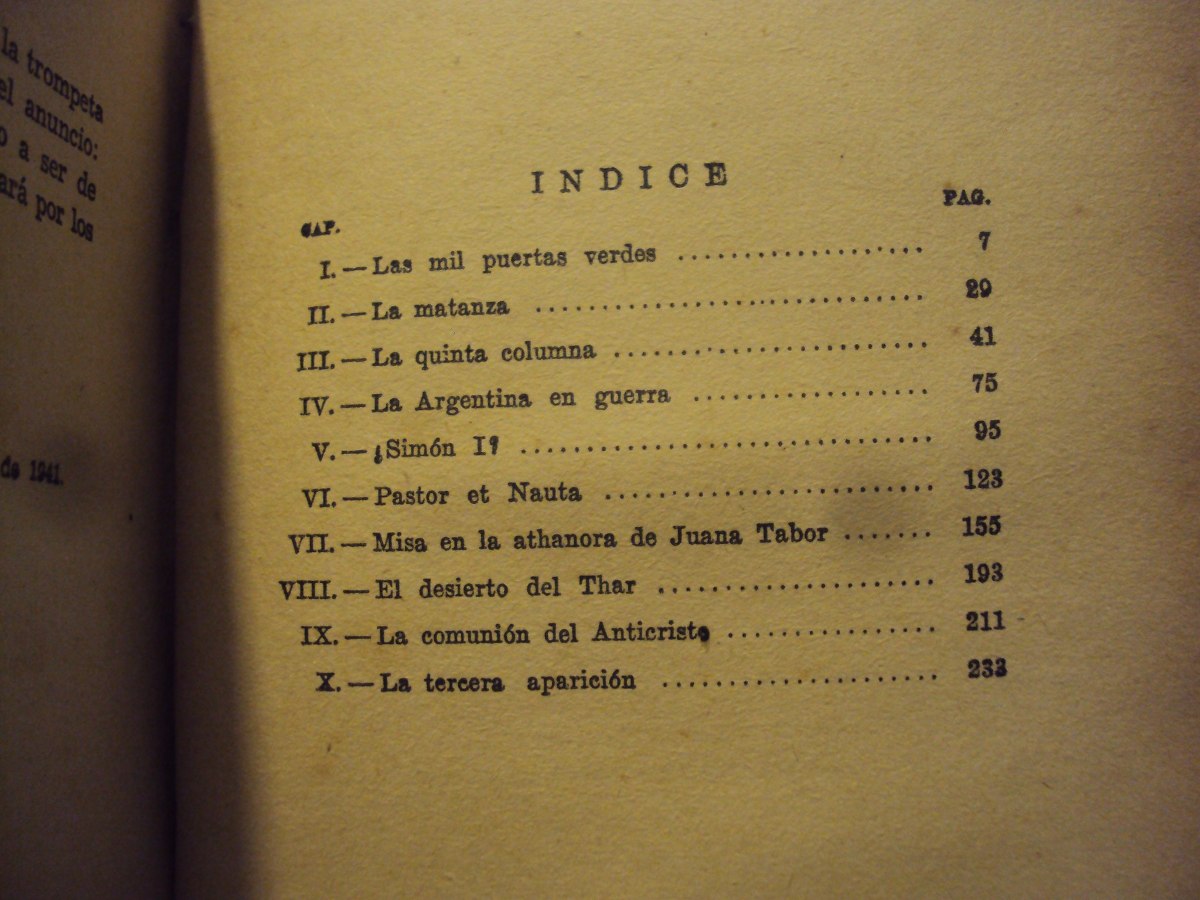 la trompeta
el anuncio:
o a ser de
ará por los
de 1941.
INDICE
CAP. PAG.
I.—Las mil puertas verdes .................... 7
II.—La matanza ................................ 29
III.—La quinta columna ........................ 41
IV.—La Argentina en guerra .................. 75
V.—¿Simón I? ................................ 95
VI.—Pastor et Nauta .......................... 123
VII.—Misa en la athanora de Juana Tabor ....... 155
VIII.—El desierto del Thar ..................... 193
IX.—La comunión del Anticristo ................ 211
X.—La tercera aparición ..................... 233